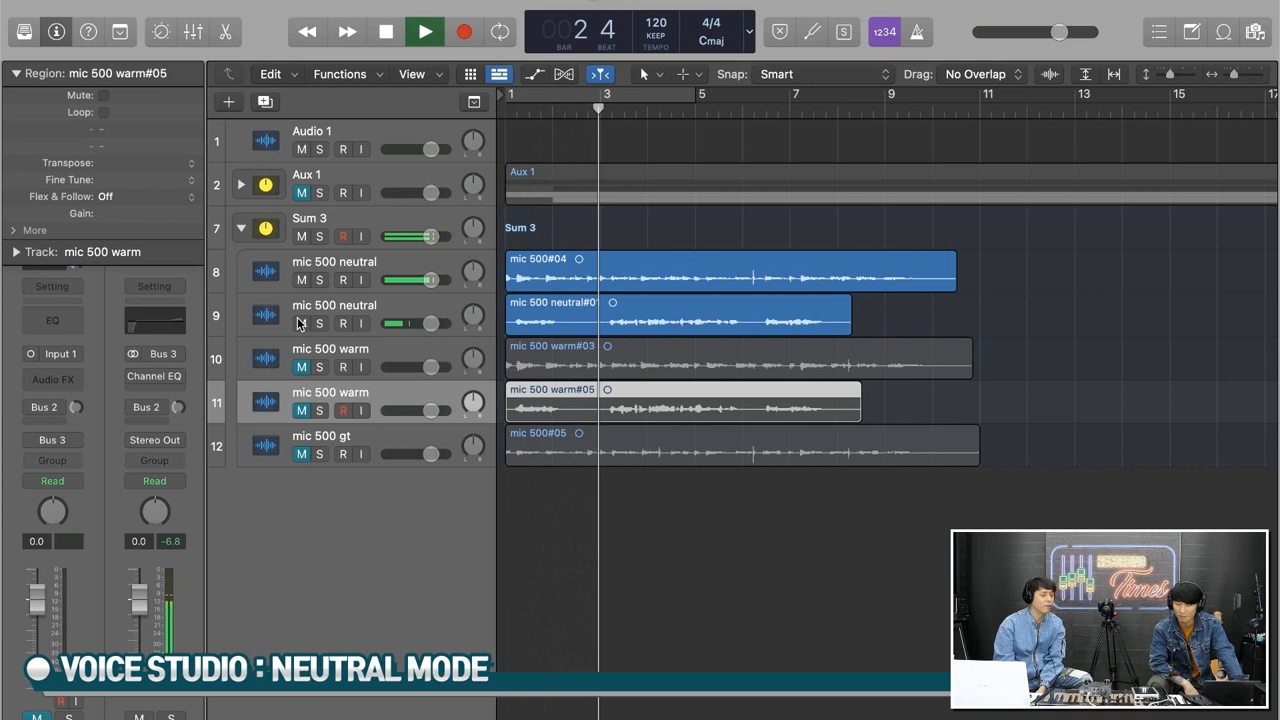 1234
2 4
BAR
BEAT
120
KEEP
TEMPO
4/4
Cmaj
Region: mic 500 warm#05
Mute:
Loop:
Transpose:
Fine Tune:
Flex & Follow: Off
Gain:
More
Track: mic 500 warm
Edit
Functions
View
Snap: Smart
Drag: No Overlap
1 3 5 7 9 11 13 15 17
1
Audio 1
M S R I
2
Aux 1
M S
Aux 1
7
Sum 3
M S R I
Sum 3
8
mic 500 neutral
M S R I
mic 500#04
9
mic 500 neutral
S R I
mic 500 neutral#01
10
mic 500 warm
M S R I
mic 500 warm#03
11
mic 500 warm
M S R I
mic 500 warm#05
12
mic 500 gt
M S R I
mic 500#05
Setting Setting
EQ
Input 1 Bus 3
Audio FX Channel EQ
Bus 2 Bus 2
Bus 3 Stereo Out
Group Group
Read Read
0.0 0.0 -6.8
R I
M S M S
VOICE STUDIO : NEUTRAL MODE
Times